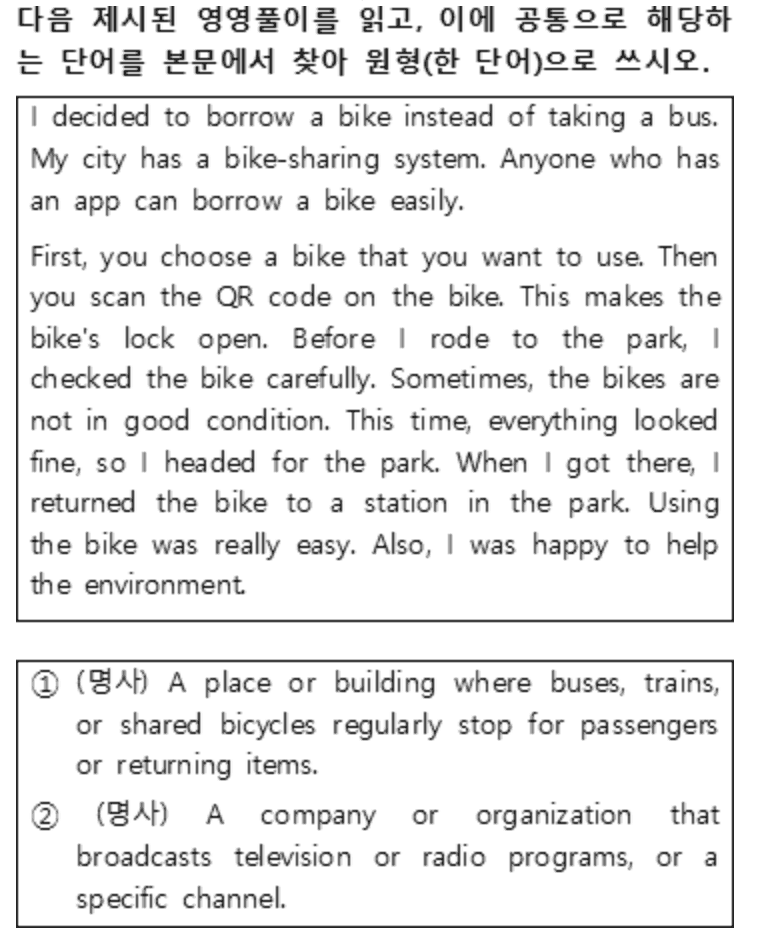 다음 제시된 영영풀이를 읽고, 이에 공통으로 해당하
는 단어를 본문에서 찾아 원형(한 단어)으로 쓰시오.
I decided to borrow a bike instead of taking a bus.
My city has a bike-sharing system. Anyone who has
an app can borrow a bike easily.
First, you choose a bike that you want to use. Then
you scan the QR code on the bike. This makes the
bike's lock open. Before I rode to the park, I
checked the bike carefully. Sometimes, the bikes are
not in good condition. This time, everything looked
fine, so I headed for the park. When I got there, I
returned the bike to a station in the park. Using
the bike was really easy. Also, I was happy to help
the environment.
① (명사) A place or building where buses, trains,
or shared bicycles regularly stop for passengers
or returning items.
② (명사) A company or organization that
broadcasts television or radio programs, or a
specific channel.